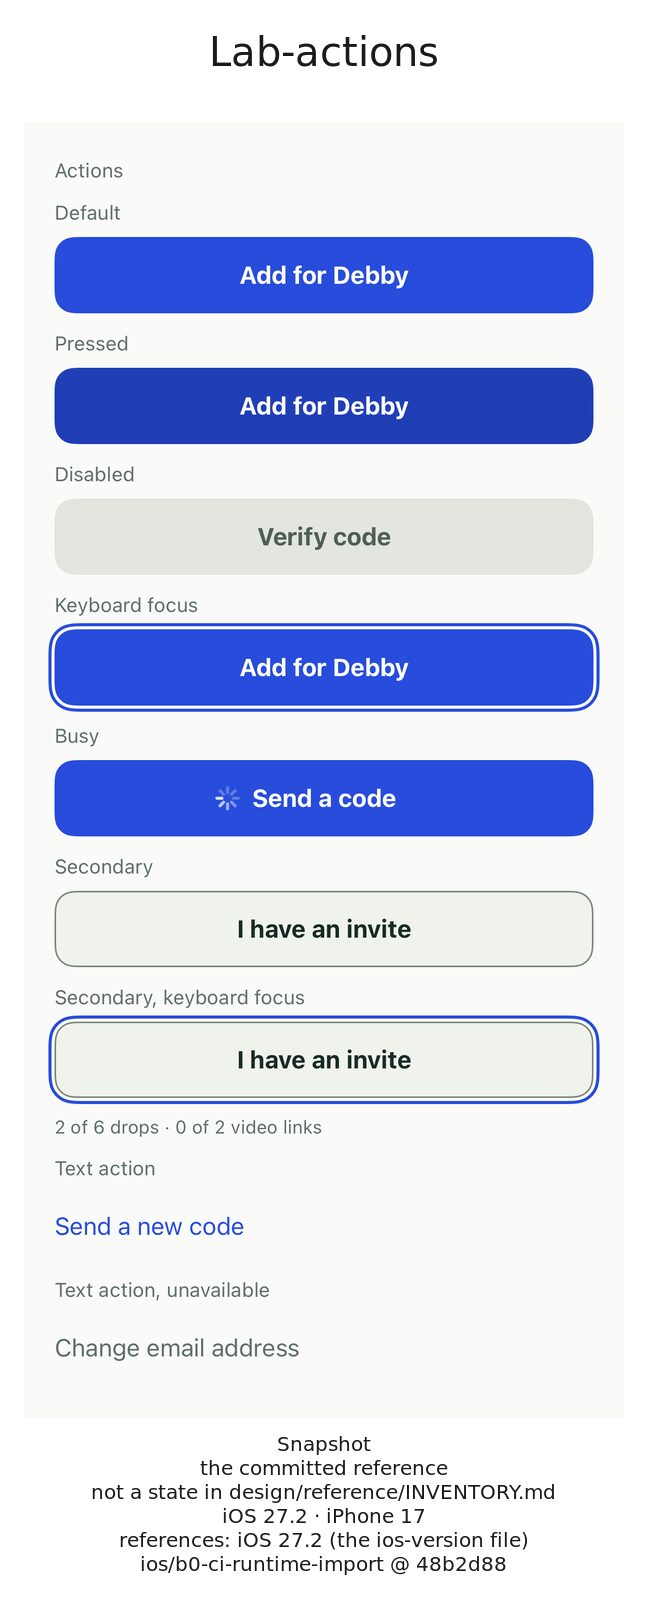 Lab-actions
Actions
Default
Add for Debby
Pressed
Add for Debby
Disabled
Verify code
Keyboard focus
Add for Debby
Busy
Send a code
Secondary
I have an invite
Secondary, keyboard focus
I have an invite
2 of 6 drops · 0 of 2 video links
Text action
Send a new code
Text action, unavailable
Change email address
Snapshot
the committed reference
not a state in design/reference/INVENTORY.md
iOS 27.2 · iPhone 17
references: iOS 27.2 (the ios-version file)
ios/b0-ci-runtime-import @ 48b2d88